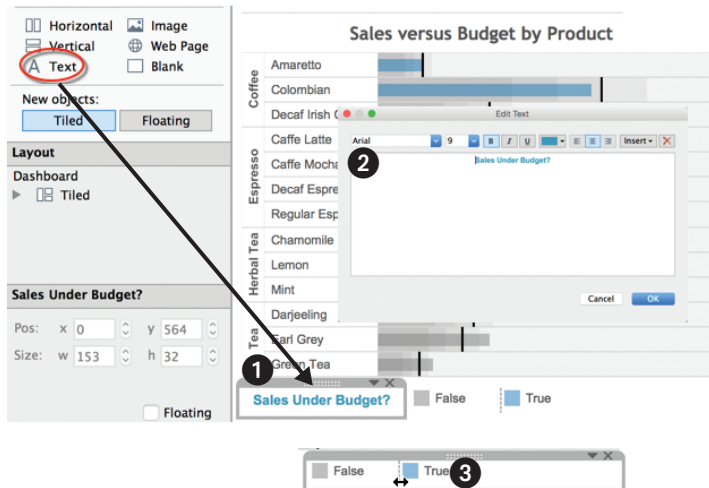 Horizontal
Image
Vertical
Web Page
A Text
Blank
New objects:
Tiled
Floating
Layout
Dashboard
Tiled
Sales Under Budget?
Pos: x 0 y 564
Size: w 153 h 32
Floating
Sales versus Budget by Product
Coffee
Amaretto
Colombian
Decaf Irish
Espresso
Caffe Latte
Caffe Mocha
Decaf Espre
Regular Esp
Herbal Tea
Chamomile
Lemon
Mint
Tea
Darjeeling
Earl Grey
Green Tea
Edit Text
Arial 9 B I U Insert
2
Sales Under Budget?
Cancel OK
1
Sales Under Budget?
False True
False True
3